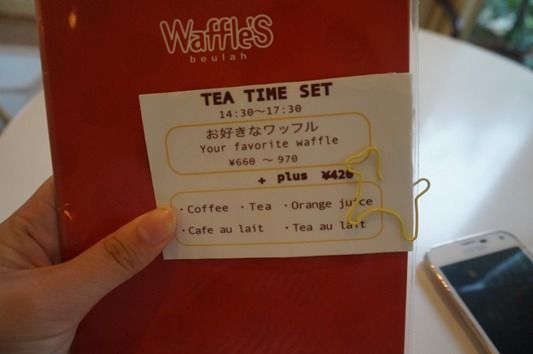 Waffle'S
beulah
TEA TIME SET
14:30〜17:30
お好きなワッフル
Your favorite waffle
¥660 〜 970
+ plus ¥420
・Coffee ・Tea ・Orange juice
・Cafe au lait ・Tea au lait